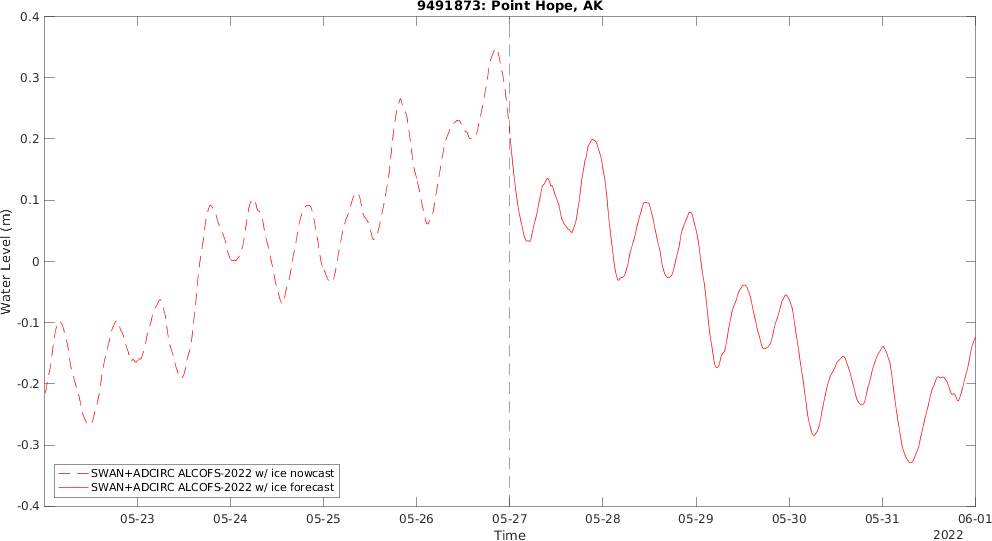 9491873: Point Hope, AK
0.4
0.3
0.2
0.1
0
-0.1
-0.2
-0.3
-0.4
Water Level (m)
SWAN+ADCIRC ALCOFS-2022 w/ ice nowcast
SWAN+ADCIRC ALCOFS-2022 w/ ice forecast
05-23 05-24 05-25 05-26 05-27 05-28 05-29 05-30 05-31 06-01
Time
2022